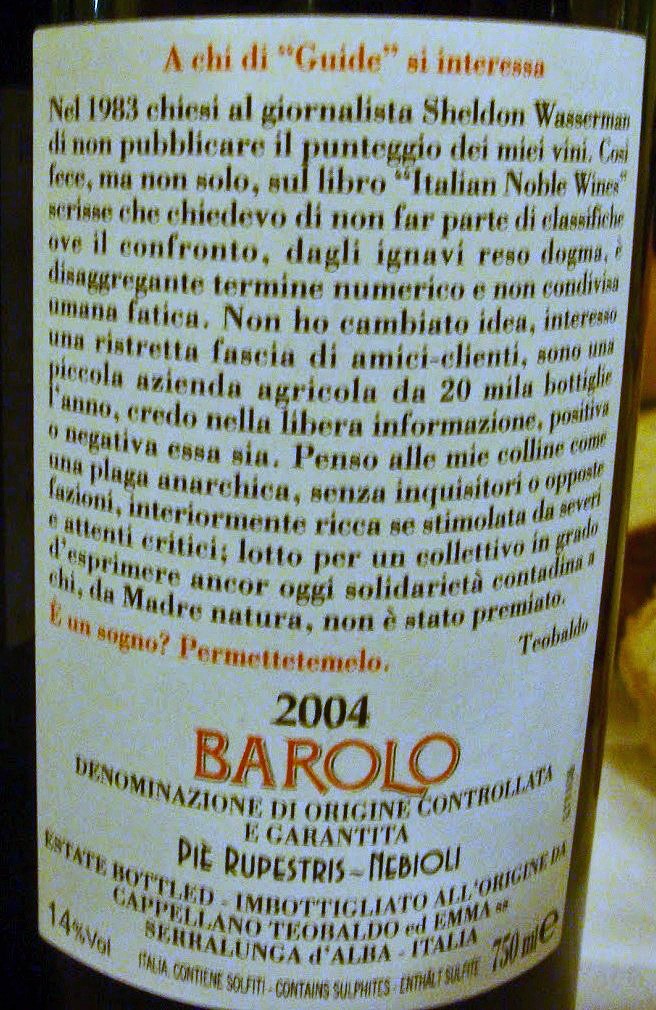 A chi di “Guide” si interessa
Nel 1983 chiesi al giornalista Sheldon Wasserman
di non pubblicare il punteggio dei miei vini. Così
fece, ma non solo, sul libro “Italian Noble Wines”
scrisse che chiedevo di non far parte di classifiche
ove il confronto, dagli ignavi reso dogma, è
disaggregante termine numerico e non condivisa
umana fatica. Non ho cambiato idea, interesso
una ristretta fascia di amici-clienti, sono una
piccola azienda agricola da 20 mila bottiglie
l'anno, credo nella libera informazione, positiva
o negativa essa sia. Penso alle mie colline come
una plaga anarchica, senza inquisitori o opposte
fazioni, interiormente ricca se stimolata da severi
e attenti critici; lotto per un collettivo in grado
d'esprimere ancor oggi solidarietà contadina a
chi, da Madre natura, non è stato premiato.
È un sogno? Permettetemelo.
Teobaldo
2004
BAROLO
DENOMINAZIONE DI ORIGINE CONTROLLATA
E GARANTITA
PIÈ RUPESTRIS - NEBIOLI
ESTATE BOTTLED - IMBOTTIGLIATO ALL'ORIGINE DA
CAPPELLANO TEOBALDO ed EMMA ss
SERRALUNGA d'ALBA - ITALIA
14%Vol
750 ml e
ITALIA, CONTIENE SOLFITI - CONTAINS SULPHITES - ENTHÄLT SULFITE